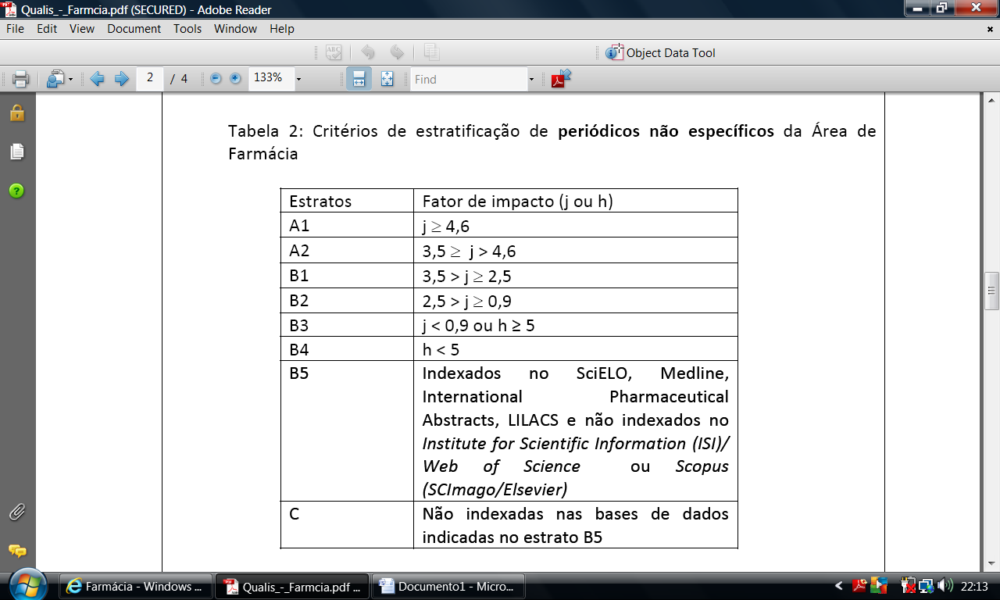 Qualis_-_Farmcia.pdf (SECURED) - Adobe Reader
File Edit View Document Tools Window Help
ABC Object Data Tool
2 / 4 133% Find
Tabela 2: Critérios de estratificação de periódicos não específicos da Área de
Farmácia
Estratos Fator de impacto (j ou h)
A1 j ≥ 4,6
A2 3,5 ≥ j > 4,6
B1 3,5 > j ≥ 2,5
B2 2,5 > j ≥ 0,9
B3 j < 0,9 ou h ≥ 5
B4 h < 5
B5 Indexados no SciELO, Medline,
International Pharmaceutical
Abstracts, LILACS e não indexados no
Institute for Scientific Information (ISI)/
Web of Science ou Scopus
(SCImago/Elsevier)
C Não indexadas nas bases de dados
indicadas no estrato B5
Farmácia - Windows ... Qualis_-_Farmcia.pdf ... Documento1 - Micro... 22:13